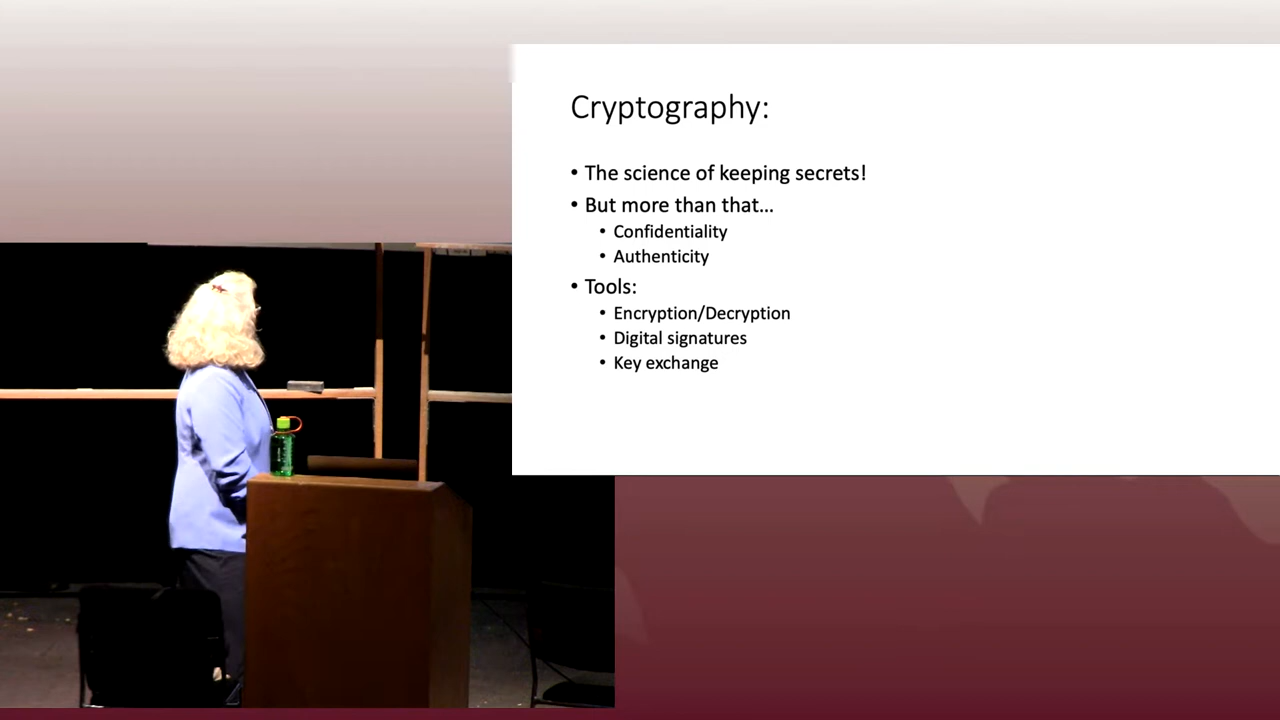 Cryptography:
• The science of keeping secrets!
• But more than that...
• Confidentiality
• Authenticity
• Tools:
• Encryption/Decryption
• Digital signatures
• Key exchange